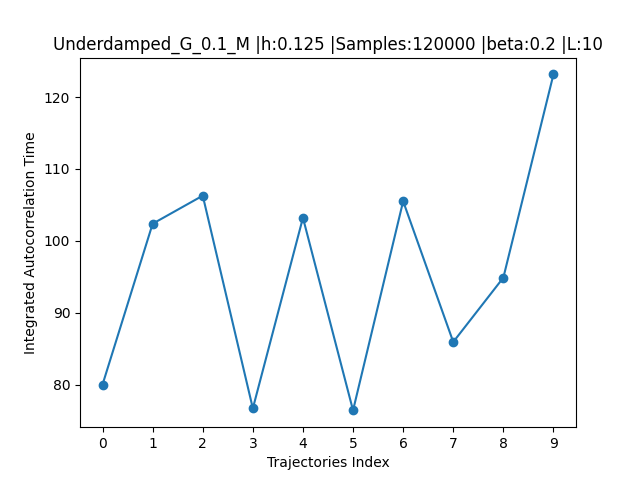 Underdamped_G_0.1_M |h:0.125 |Samples:120000 |beta:0.2 |L:10
Integrated Autocorrelation Time
120
110
100
90
80
0 1 2 3 4 5 6 7 8 9
Trajectories Index